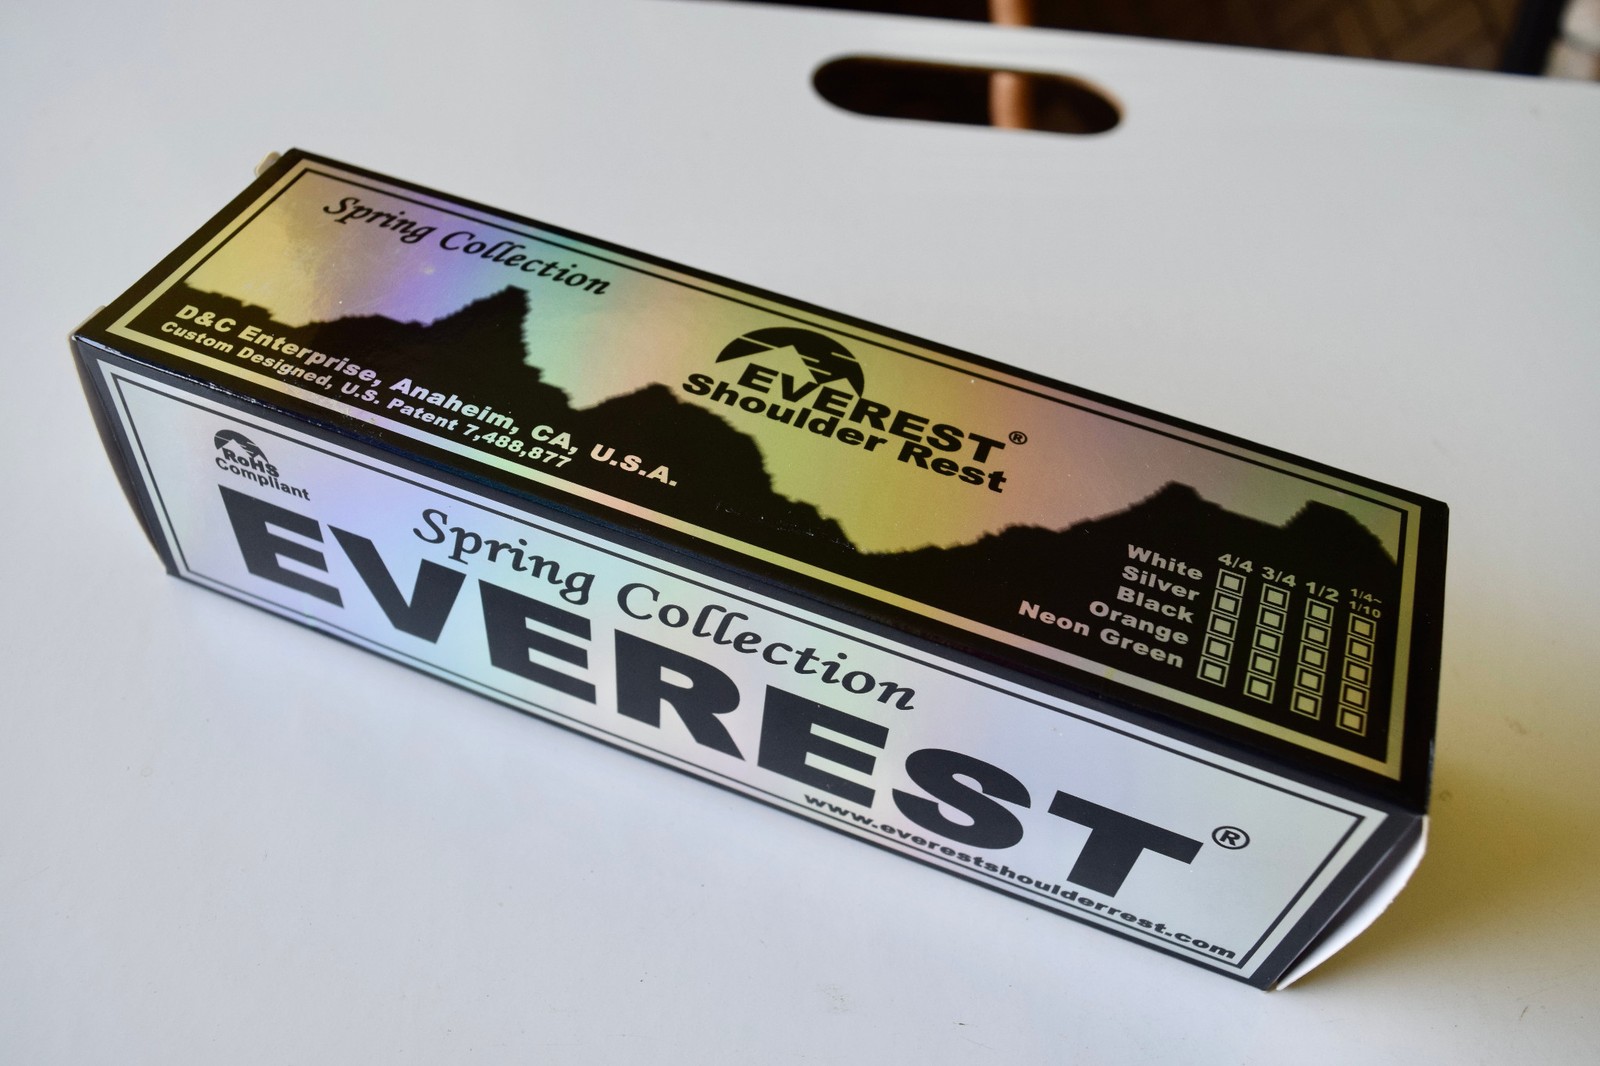 Spring Collection
EVEREST®
Shoulder Rest
D&C Enterprise, Anaheim, CA, U.S.A.
Custom Designed, U.S. Patent 7,488,877
4/4 3/4 1/2 1/4~
1/10
White
Silver
Black
Orange
Neon Green
RoHS
Compliant
Spring Collection
EVEREST®
www.everestshoulderrest.com